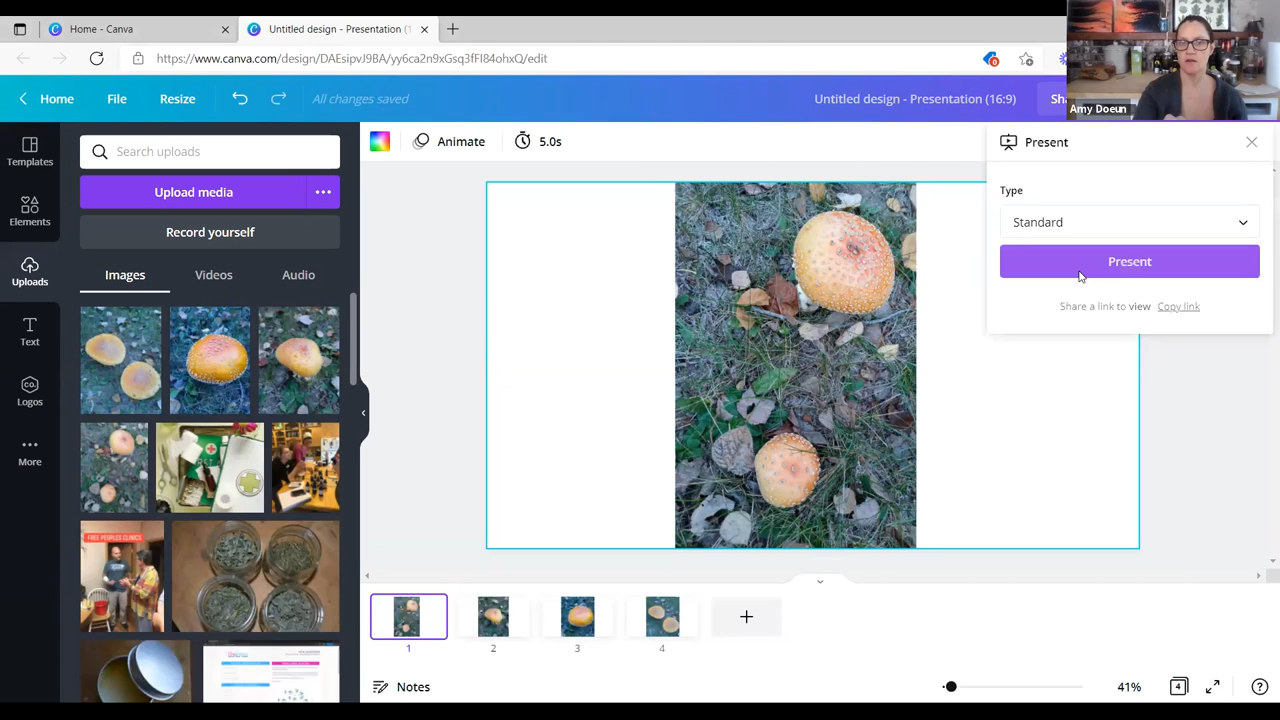 Home - Canva
Untitled design - Presentation (1
https://www.canva.com/design/DAEsipvJ9BA/yy6ca2n9xGsq3fFI84ohxQ/edit
Amy Doeun
Home
File
Resize
All changes saved
Untitled design - Presentation (16:9)
Sha
Templates
Elements
Uploads
Text
CO.
Logos
More
Search uploads
Upload media
Record yourself
Images
Videos
Audio
FREE PEOPLES CLINICS
Animate
5.0s
Present
Type
Standard
Present
Share a link to view Copy link
1
2
3
4
Notes
41%
4